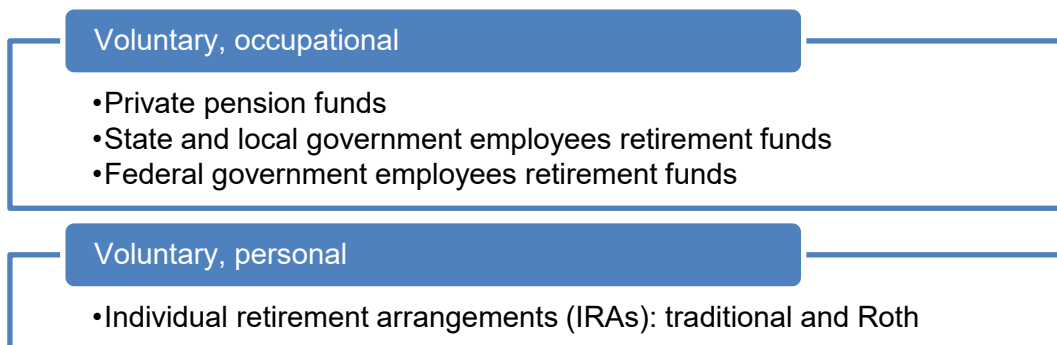 Voluntary, occupational
•Private pension funds
•State and local government employees retirement funds
•Federal government employees retirement funds
Voluntary, personal
•Individual retirement arrangements (IRAs): traditional and Roth